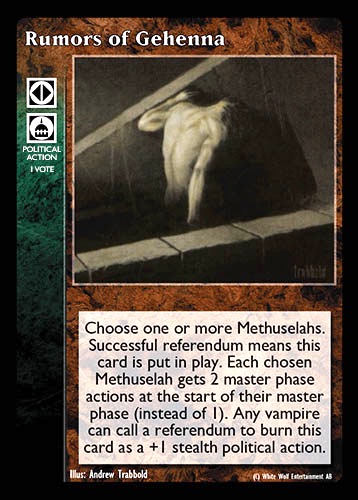 Rumors of Gehenna
POLITICAL
ACTION
1 VOTE
trabbold
Choose one or more Methuselahs.
Successful referendum means this
card is put in play. Each chosen
Methuselah gets 2 master phase
actions at the start of their master
phase (instead of 1). Any vampire
can call a referendum to burn this
card as a +1 stealth political action.
Illus: Andrew Trabbold
(C) White Wolf Entertainment AB